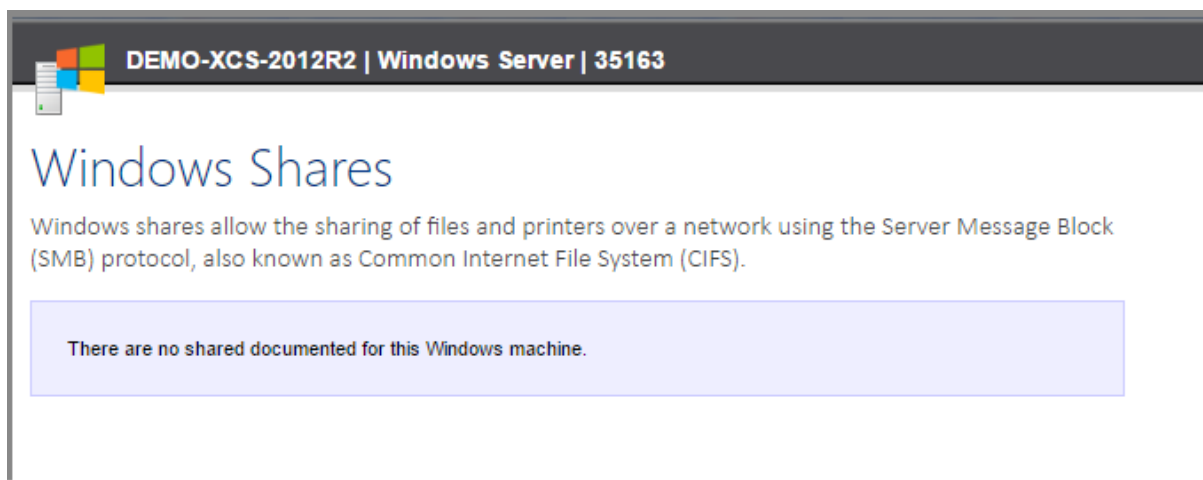 DEMO-XCS-2012R2 | Windows Server | 35163
Windows Shares
Windows shares allow the sharing of files and printers over a network using the Server Message Block
(SMB) protocol, also known as Common Internet File System (CIFS).
There are no shared documented for this Windows machine.